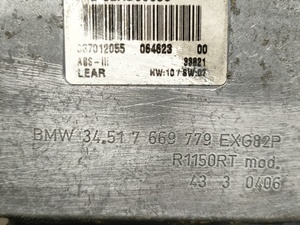 037012055 064623 00
ABS-III 33821
LEAR HW:10/SW:07
BMW 34.51 7 669 779 EXG82P
R1150RT mod.
43 3 0406